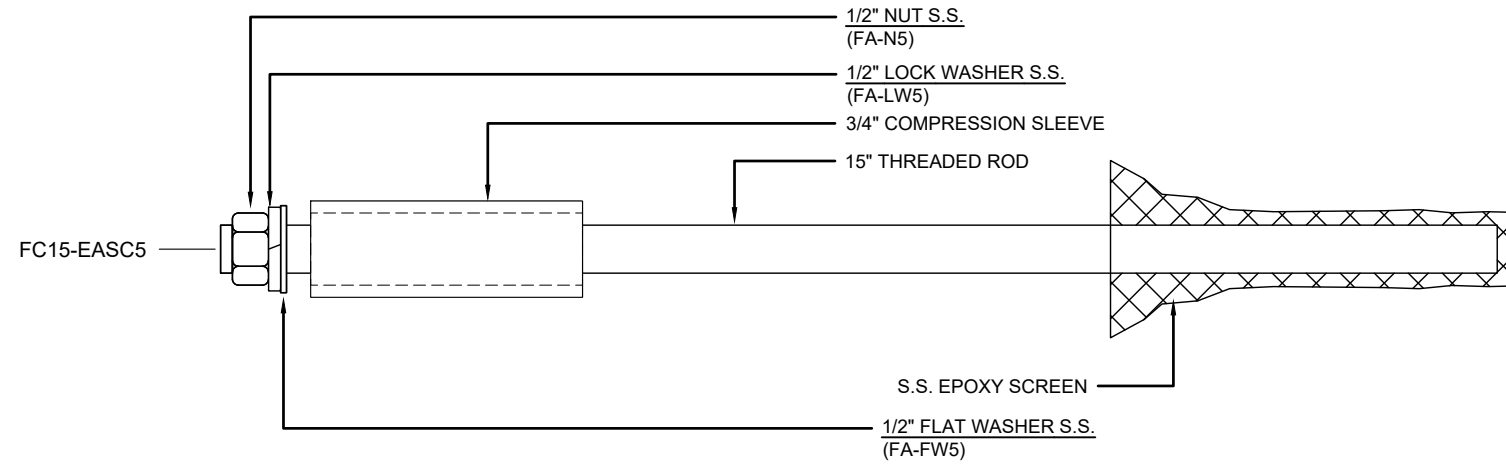 1/2" NUT S.S.
(FA-N5)
1/2" LOCK WASHER S.S.
(FA-LW5)
3/4" COMPRESSION SLEEVE
15" THREADED ROD
FC15-EASC5
S.S. EPOXY SCREEN
1/2" FLAT WASHER S.S.
(FA-FW5)